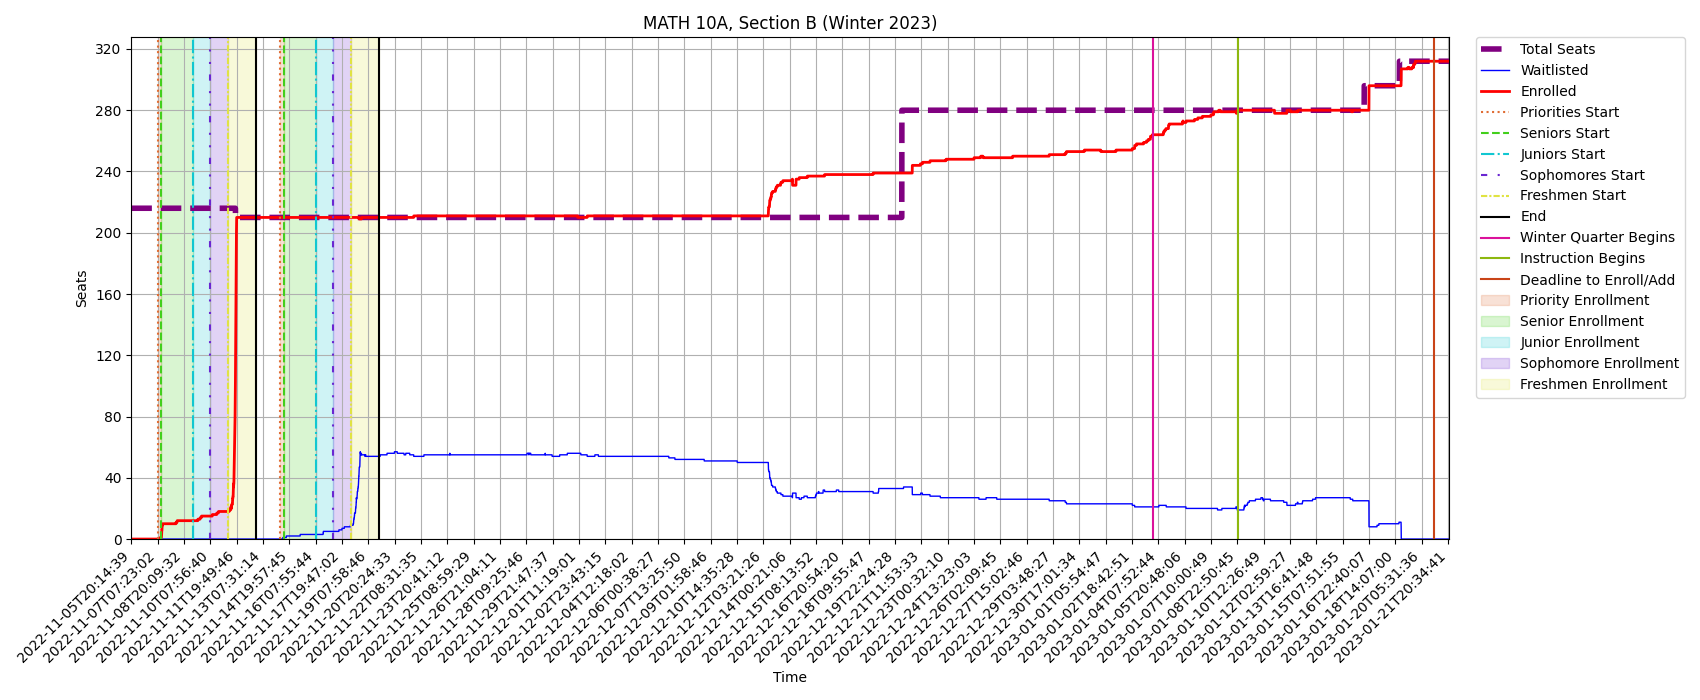 MATH 10A, Section B (Winter 2023)
Seats
320
280
240
200
160
120
80
40
0
2022-11-05T20:14:39
2022-11-07T07:23:02
2022-11-08T20:09:32
2022-11-10T07:56:40
2022-11-11T19:49:46
2022-11-13T07:31:14
2022-11-14T19:57:45
2022-11-16T07:55:44
2022-11-17T19:47:02
2022-11-19T07:58:46
2022-11-20T20:24:33
2022-11-22T08:31:35
2022-11-23T20:41:12
2022-11-25T08:59:29
2022-11-26T21:04:11
2022-11-28T09:25:46
2022-11-29T21:47:37
2022-12-01T11:19:01
2022-12-02T23:43:15
2022-12-04T12:18:02
2022-12-06T00:38:27
2022-12-07T13:25:50
2022-12-09T01:58:46
2022-12-10T14:35:28
2022-12-12T03:21:26
2022-12-14T00:21:06
2022-12-15T08:13:52
2022-12-16T20:54:20
2022-12-18T09:55:47
2022-12-19T22:24:28
2022-12-21T11:53:33
2022-12-23T00:32:10
2022-12-24T13:23:03
2022-12-26T02:09:45
2022-12-27T15:02:46
2022-12-29T03:48:27
2022-12-30T17:01:34
2023-01-01T05:54:47
2023-01-02T18:42:51
2023-01-04T07:52:44
2023-01-05T20:48:06
2023-01-07T10:00:49
2023-01-08T22:50:45
2023-01-10T12:26:49
2023-01-12T02:59:27
2023-01-13T16:41:48
2023-01-15T07:51:55
2023-01-16T22:40:07
2023-01-18T14:07:00
2023-01-20T05:31:36
2023-01-21T20:34:41
Time
Total Seats
Waitlisted
Enrolled
Priorities Start
Seniors Start
Juniors Start
Sophomores Start
Freshmen Start
End
Winter Quarter Begins
Instruction Begins
Deadline to Enroll/Add
Priority Enrollment
Senior Enrollment
Junior Enrollment
Sophomore Enrollment
Freshmen Enrollment